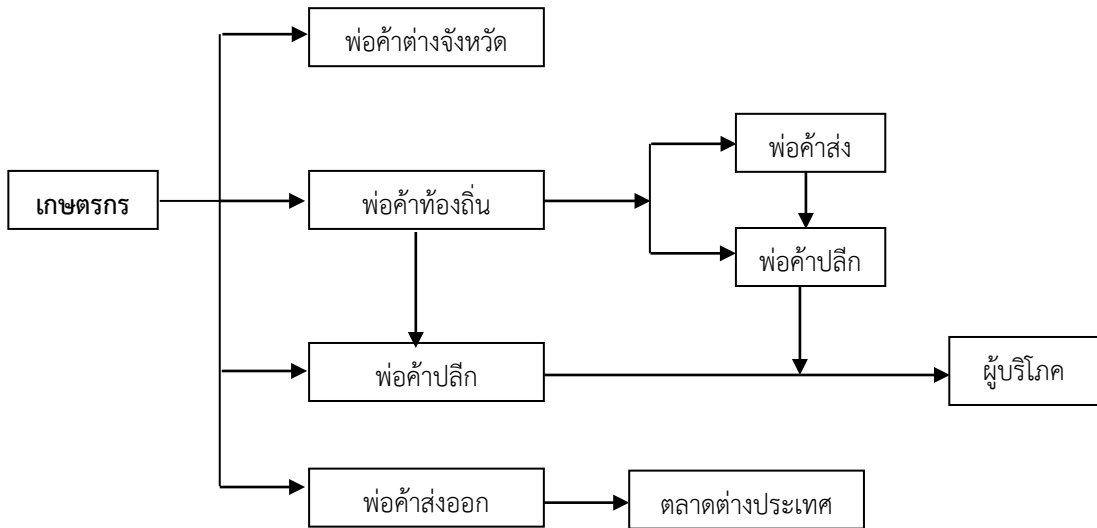 พ่อค้าต่างจังหวัด
พ่อค้าส่ง
เกษตรกร
พ่อค้าท้องถิ่น
พ่อค้าปลีก
พ่อค้าปลีก
ผู้บริโภค
พ่อค้าส่งออก
ตลาดต่างประเทศ